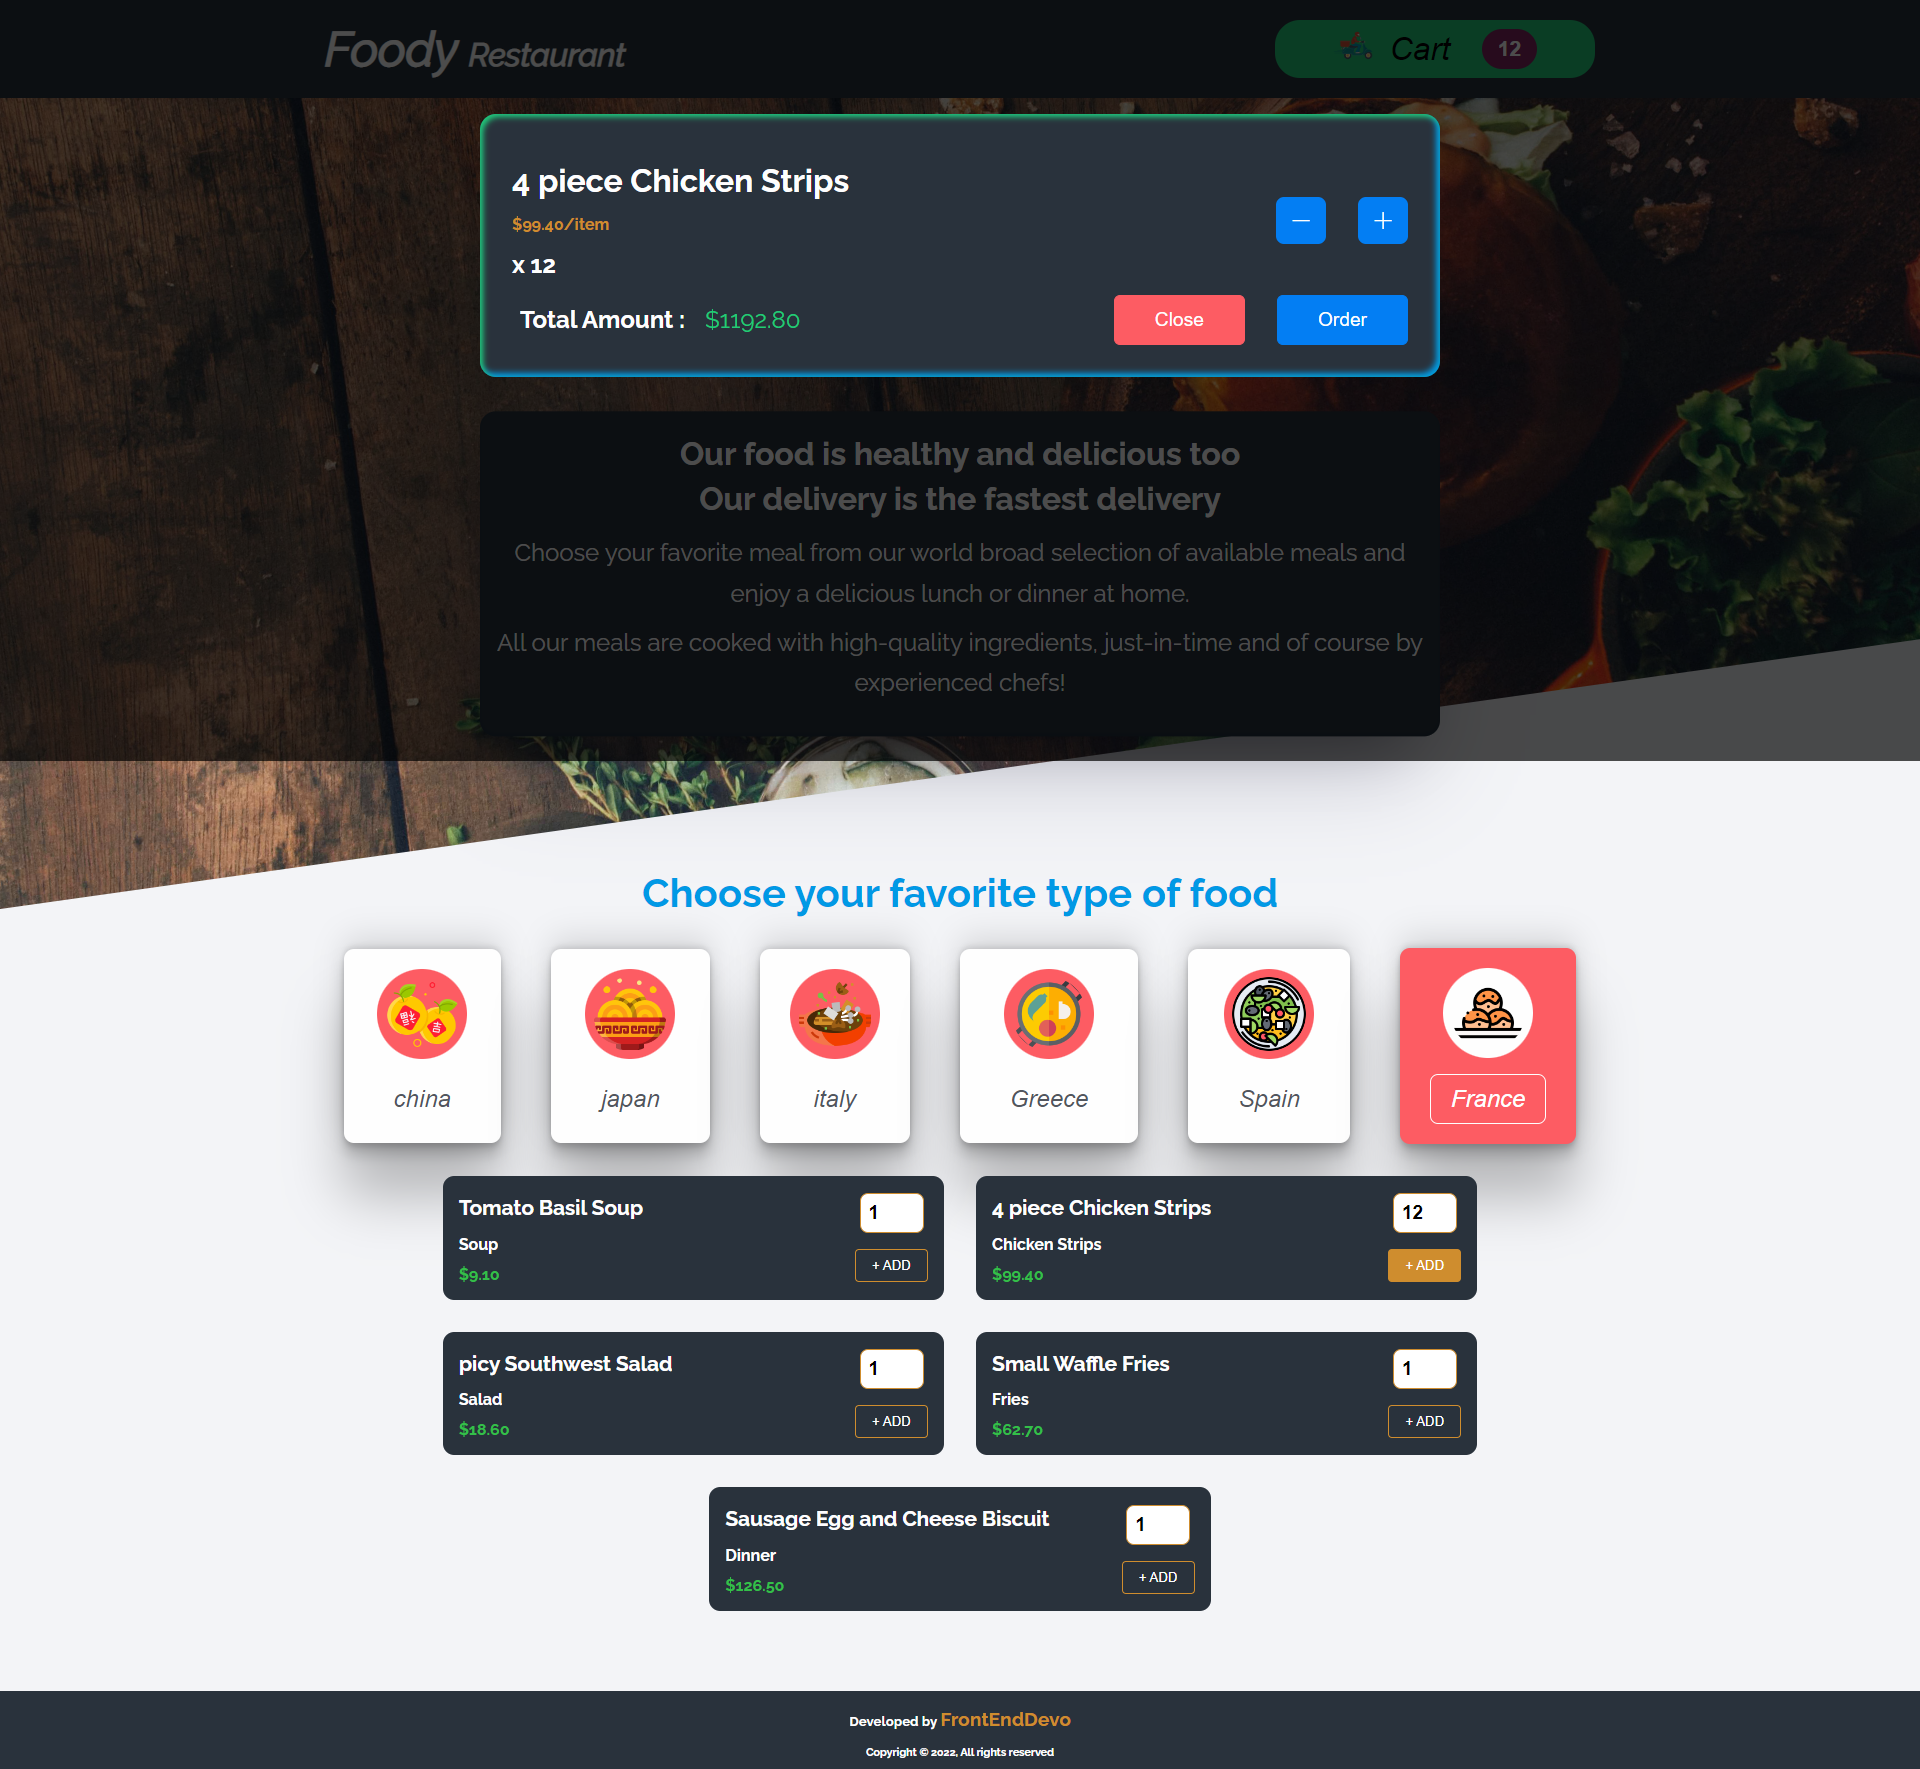 Foody Restaurant
Cart 12
4 piece Chicken Strips
$99.40/item
x 12
Total Amount : $1192.80
Close
Order
Our food is healthy and delicious too
Our delivery is the fastest delivery
Choose your favorite meal from our world broad selection of available meals and
enjoy a delicious lunch or dinner at home.
All our meals are cooked with high-quality ingredients, just-in-time and of course by
experienced chefs!
Choose your favorite type of food
china
japan
italy
Greece
Spain
France
Tomato Basil Soup
1
Soup
$9.10
+ ADD
4 piece Chicken Strips
12
Chicken Strips
$99.40
+ ADD
picy Southwest Salad
1
Salad
$18.60
+ ADD
Small Waffle Fries
1
Fries
$62.70
+ ADD
Sausage Egg and Cheese Biscuit
1
Dinner
$126.50
+ ADD
Developed by FrontEndDevo
Copyright © 2022, All rights reserved